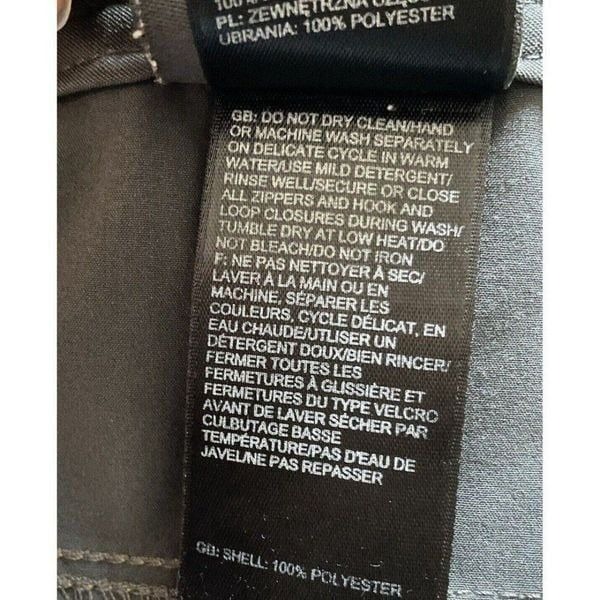 100%
PL: ZEWNĘTRZNA
UBRANIA: 100% POLYESTER
GB: DO NOT DRY CLEAN/HAND
OR MACHINE WASH SEPARATELY
ON DELICATE CYCLE IN WARM
WATER/USE MILD DETERGENT/
RINSE WELL/SECURE OR CLOSE
ALL ZIPPERS AND HOOK AND
LOOP CLOSURES DURING WASH/
TUMBLE DRY AT LOW HEAT/DO
NOT BLEACH/DO NOT IRON
F: NE PAS NETTOYER À SEC/
LAVER À LA MAIN OU EN
MACHINE, SÉPARER LES
COULEURS, CYCLE DÉLICAT, EN
EAU CHAUDE/UTLISER UN
DÉTERGENT DOUX/BIEN RINCER/
FERMER TOUTES LES
FERMETURES À GLISSIÈRE ET
FERMETURES DU TYPE VELCRO
AVANT DE LAVER SÉCHER PAR
CULBUTAGE BASSE
TEMPÉRATURE/PAS D'EAU DE
JAVEL/NE PAS REPASSER
GB: SHELL: 100% POLYESTER